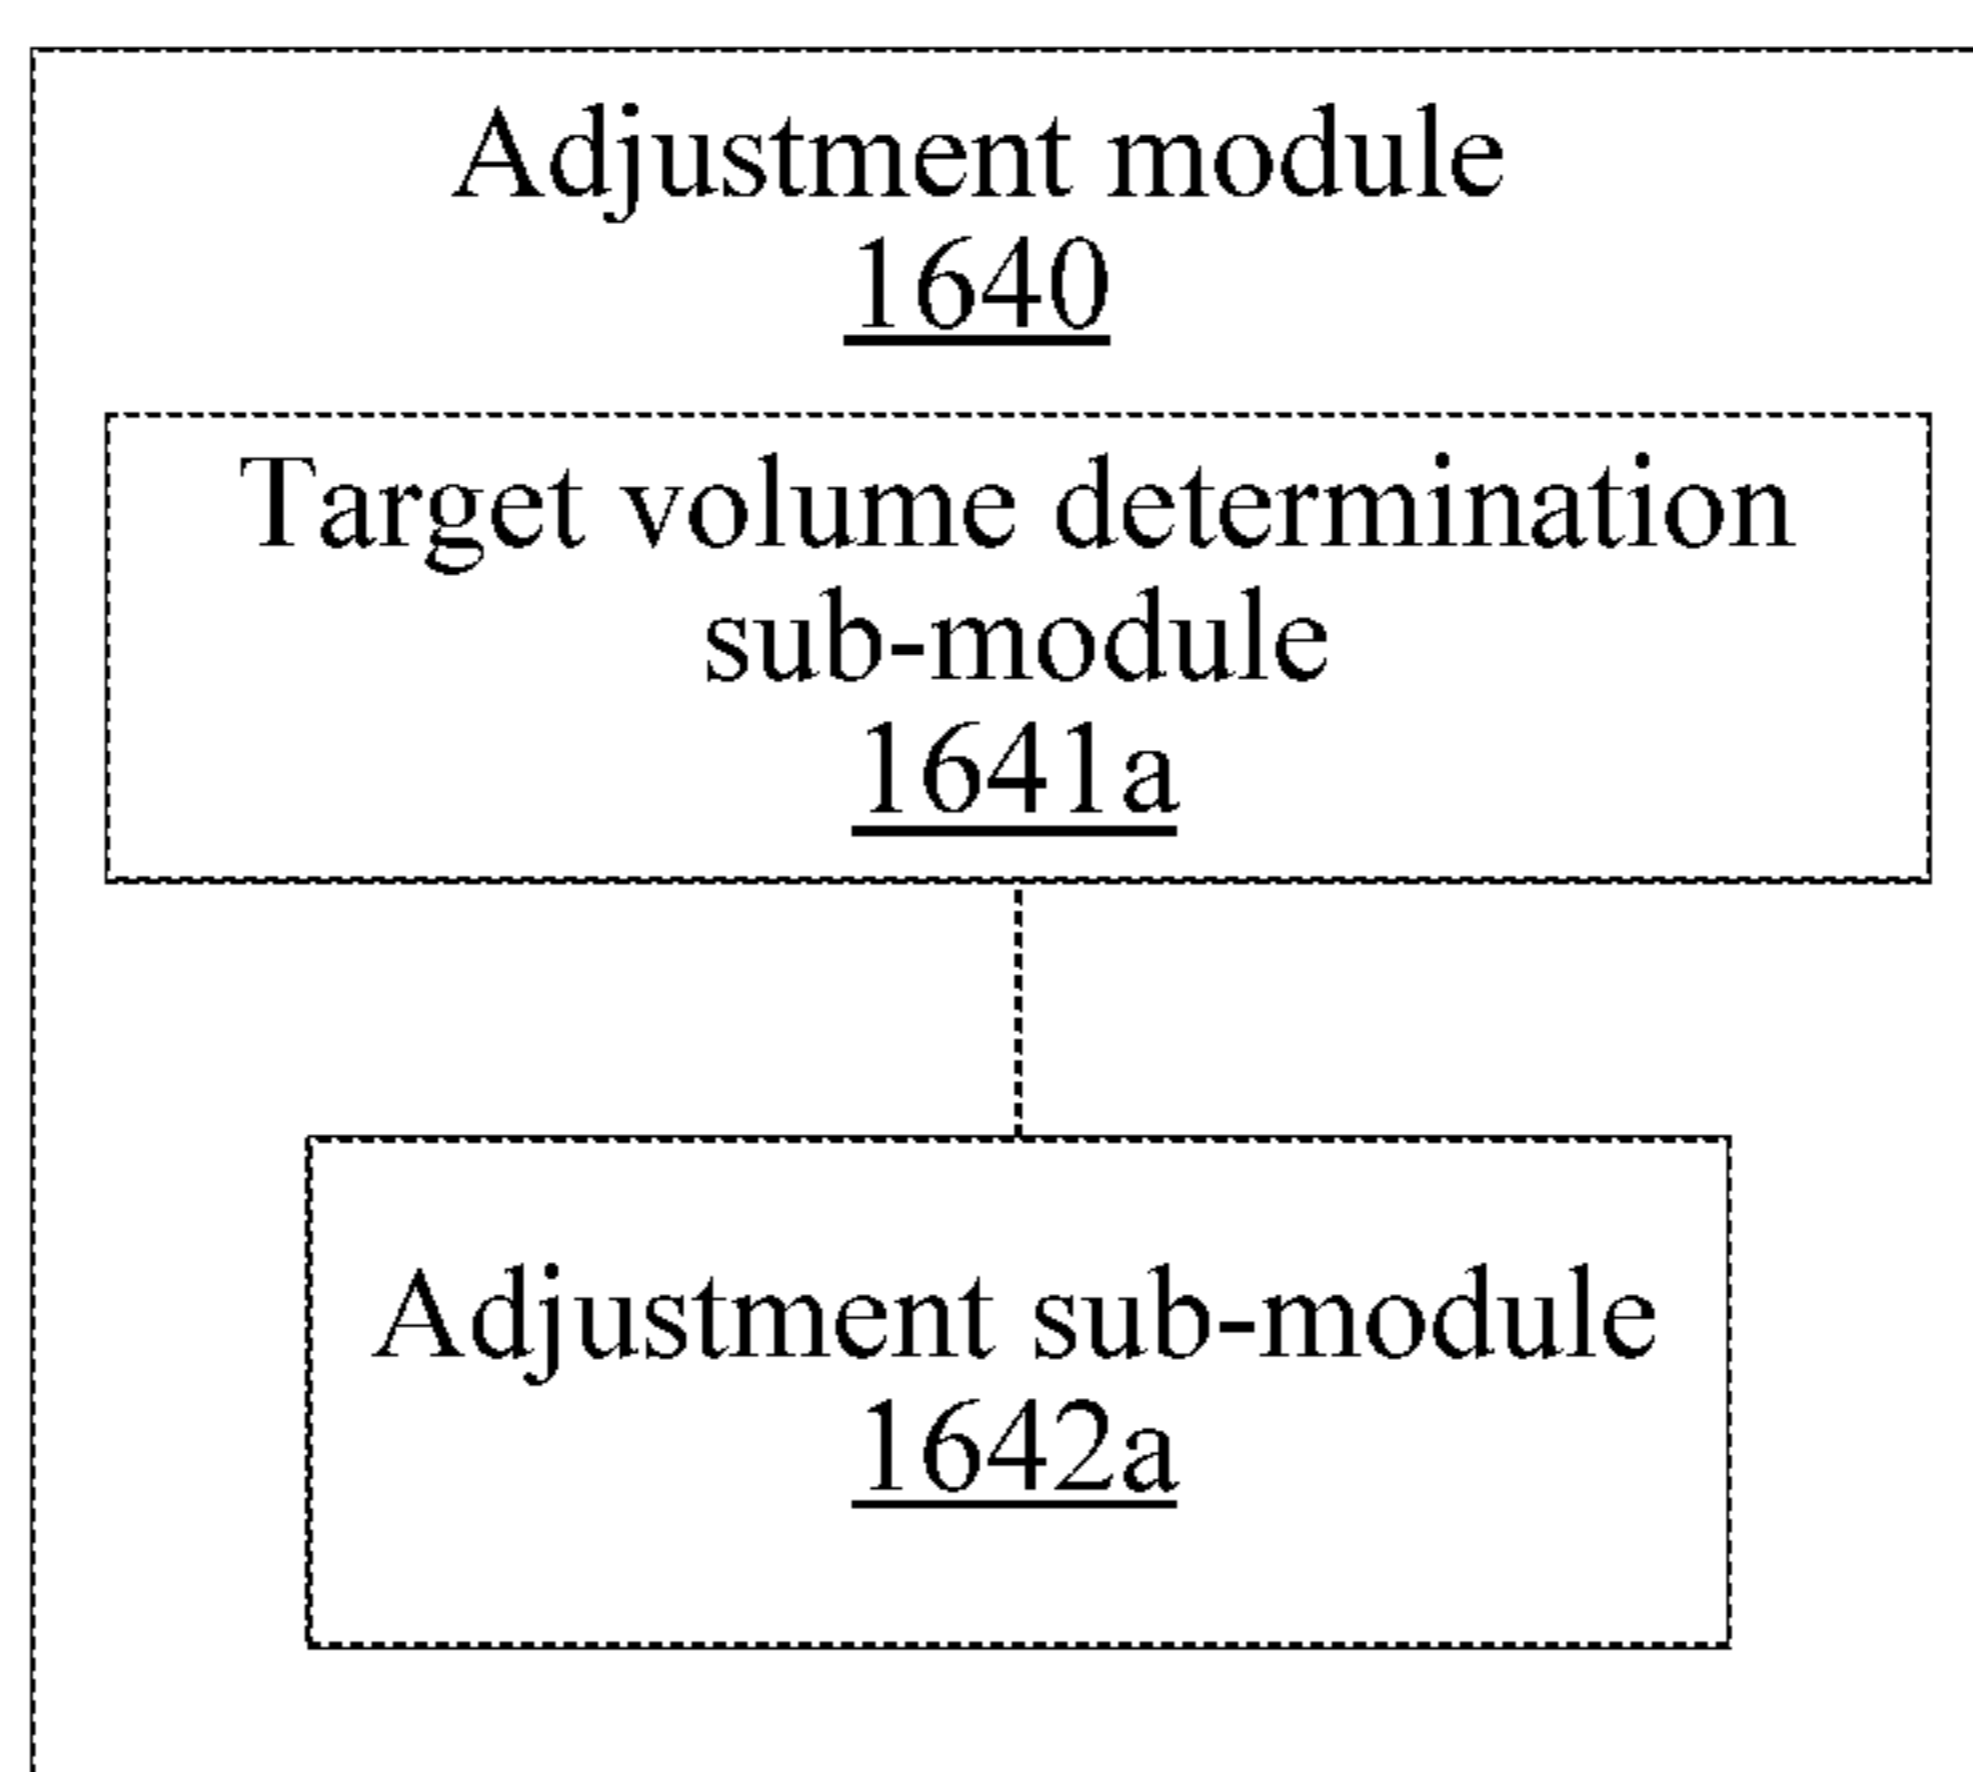 Adjustment module
1640
Target volume determination
sub-module
1641a
Adjustment sub-module
1642a